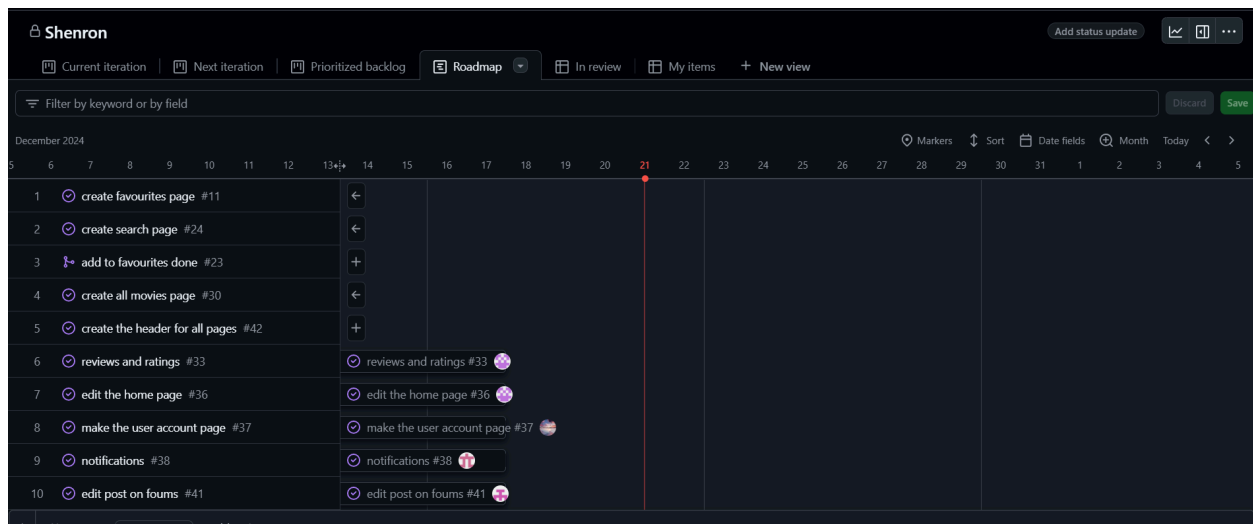 Shenron
Add status update
Current iteration
Next iteration
Prioritized backlog
Roadmap
In review
My items
+ New view
Filter by keyword or by field
Discard
Save
December 2024
Markers
Sort
Date fields
Month
Today
5 6 7 8 9 10 11 12 13 14 15 16 17 18 19 20 21 22 23 24 25 26 27 28 29 30 31 1 2 3 4 5
1 create favourites page #11
2 create search page #24
3 add to favourites done #23
4 create all movies page #30
5 create the header for all pages #42
6 reviews and ratings #33 reviews and ratings #33
7 edit the home page #36 edit the home page #36
8 make the user account page #37 make the user account page #37
9 notifications #38 notifications #38
10 edit post on foums #41 edit post on foums #41